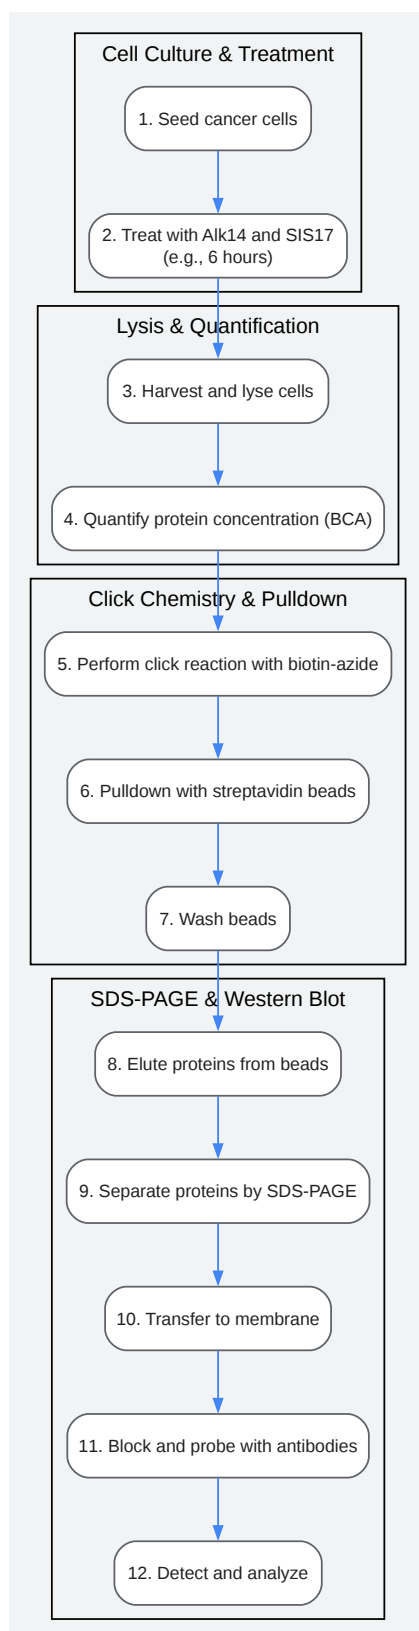 Cell Culture & Treatment
1. Seed cancer cells
2. Treat with Alk14 and SIS17
(e.g., 6 hours)
Lysis & Quantification
3. Harvest and lyse cells
4. Quantify protein concentration (BCA)
Click Chemistry & Pulldown
5. Perform click reaction with biotin-azide
6. Pulldown with streptavidin beads
7. Wash beads
SDS-PAGE & Western Blot
8. Elute proteins from beads
9. Separate proteins by SDS-PAGE
10. Transfer to membrane
11. Block and probe with antibodies
12. Detect and analyze